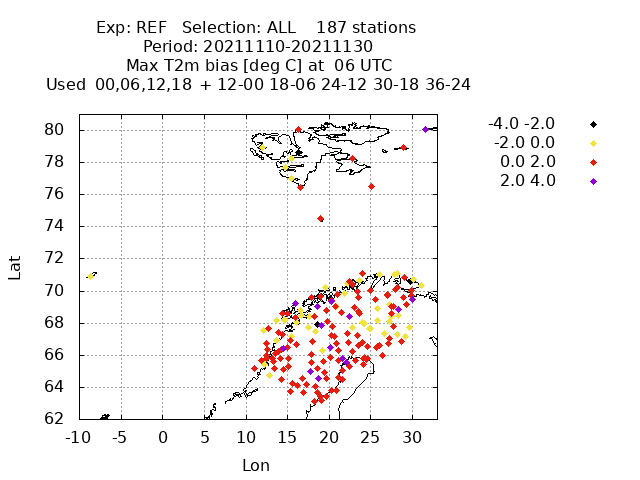 Exp: REF   Selection: ALL    187 stations
Period: 20211110-20211130
Max T2m bias [deg C] at  06 UTC
Used  00,06,12,18  + 12-00 18-06 24-12 30-18 36-24
-4.0 -2.0
-2.0 0.0
0.0 2.0
2.0 4.0
80
78
76
74
72
70
68
66
64
62
Lat
-10 -5 0 5 10 15 20 25 30
Lon